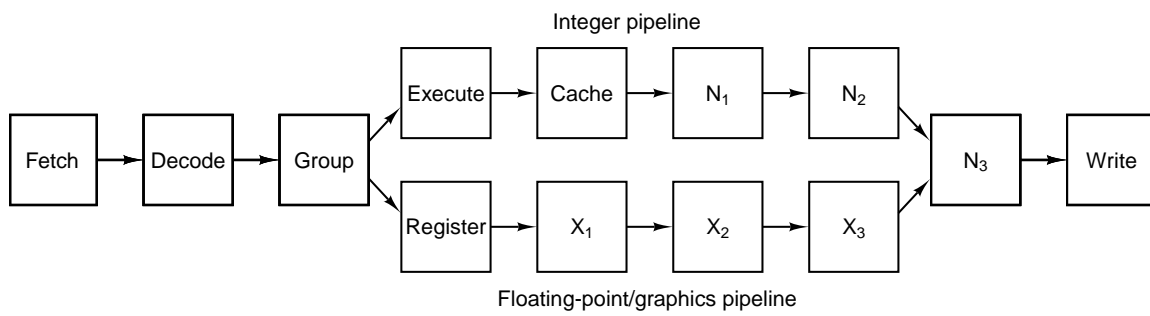 Integer pipeline
Execute
Cache
N₁
N₂
Fetch
Decode
Group
N₃
Write
Register
X₁
X₂
X₃
Floating-point/graphics pipeline